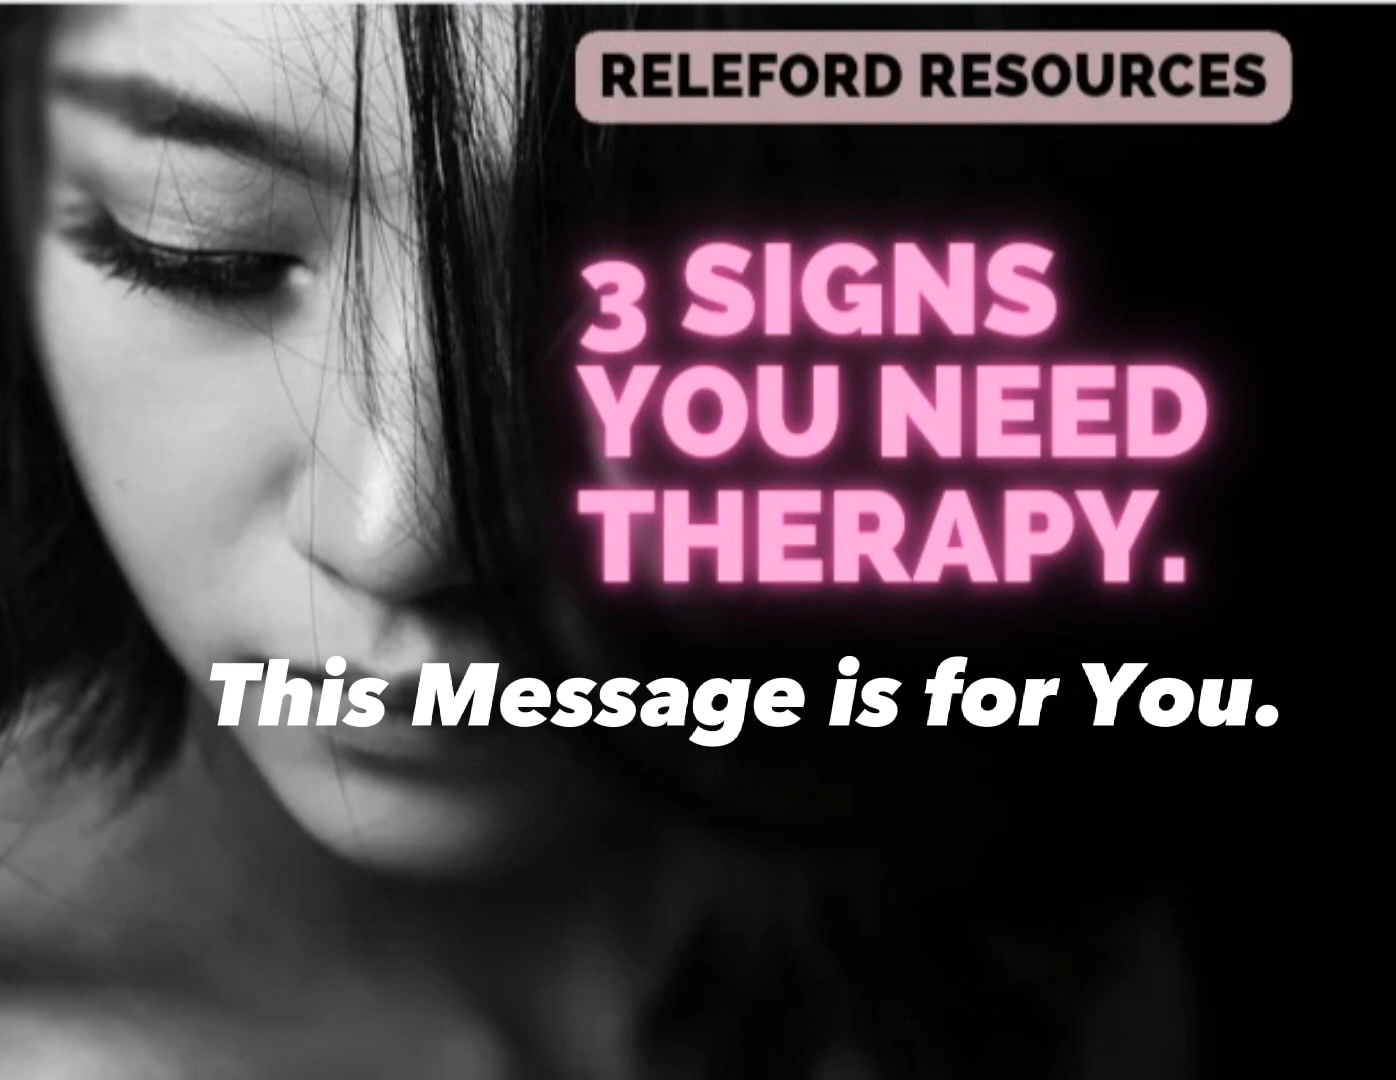 RELEFORD RESOURCES
3 SIGNS
YOU NEED
THERAPY.
This Message is for You.